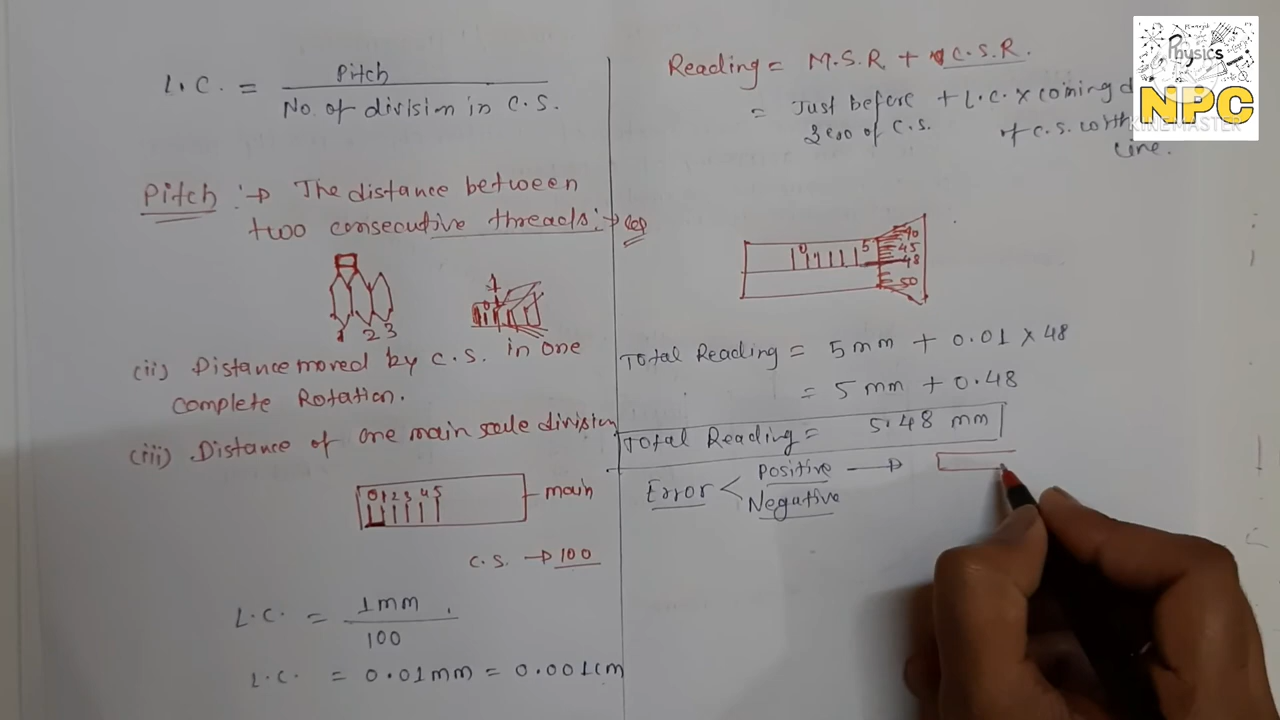 L.C. = Pitch
No. of division in C.S.
Pitch :→ The distance between
two consecutive threads :→
1 2 3
(ii) Distance moved by C.S. in one
complete Rotation.
(iii) Distance of one main scale division
0 1 2 3 4 5
main
C.S. → 100
L.C. = 1mm
100
L.C. = 0.01mm = 0.001cm
Reading = M.S.R. + C.S.R.
= Just before + L.C. × coming d
zero of C.S. of C.S. with
line.
0 5
40
45
48
50
Total Reading = 5 mm + 0.01 × 48
= 5 mm + 0.48
Total Reading = 5.48 mm
Error < Positive →
Negative
Physics
NPC
KINEMASTER